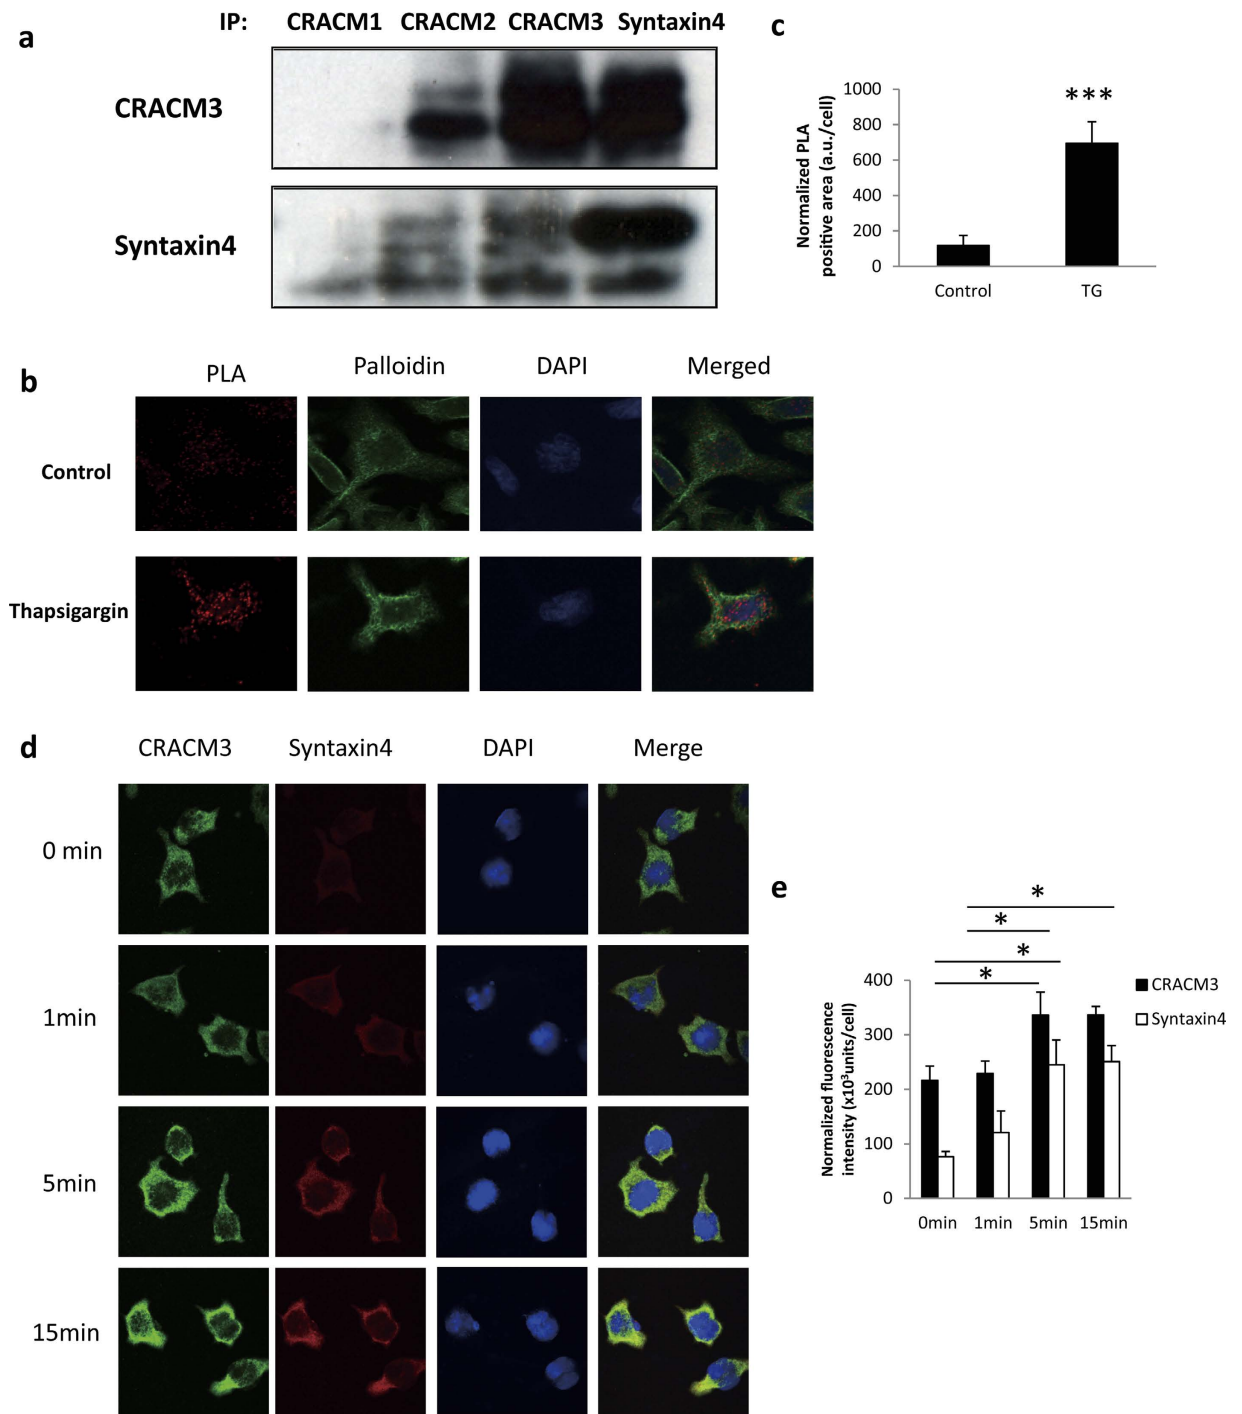 a
IP: CRACM1 CRACM2 CRACM3 Syntaxin4
CRACM3
Syntaxin4
c
Normalized PLA
positive area (a.u./cell)
1000
800
600
400
200
0
***
Control TG
b
PLA Palloidin DAPI Merged
Control
Thapsigargin
d
CRACM3 Syntaxin4 DAPI Merge
0 min
1min
5min
15min
e
*
*
*
*
Normalized fluorescence
intensity (x10³units/cell)
400
300
200
100
0
CRACM3
Syntaxin4
0min 1min 5min 15min